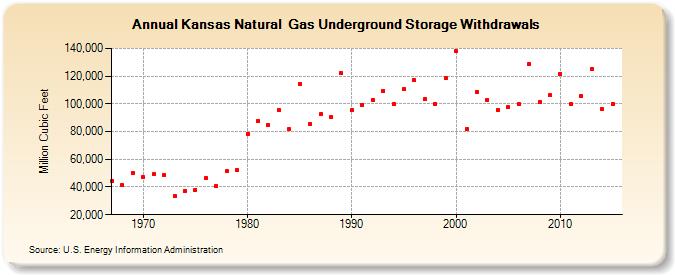 Annual Kansas Natural Gas Underground Storage Withdrawals
Million Cubic Feet
140,000
120,000
100,000
80,000
60,000
40,000
20,000
1970 1980 1990 2000 2010
Source: U.S. Energy Information Administration